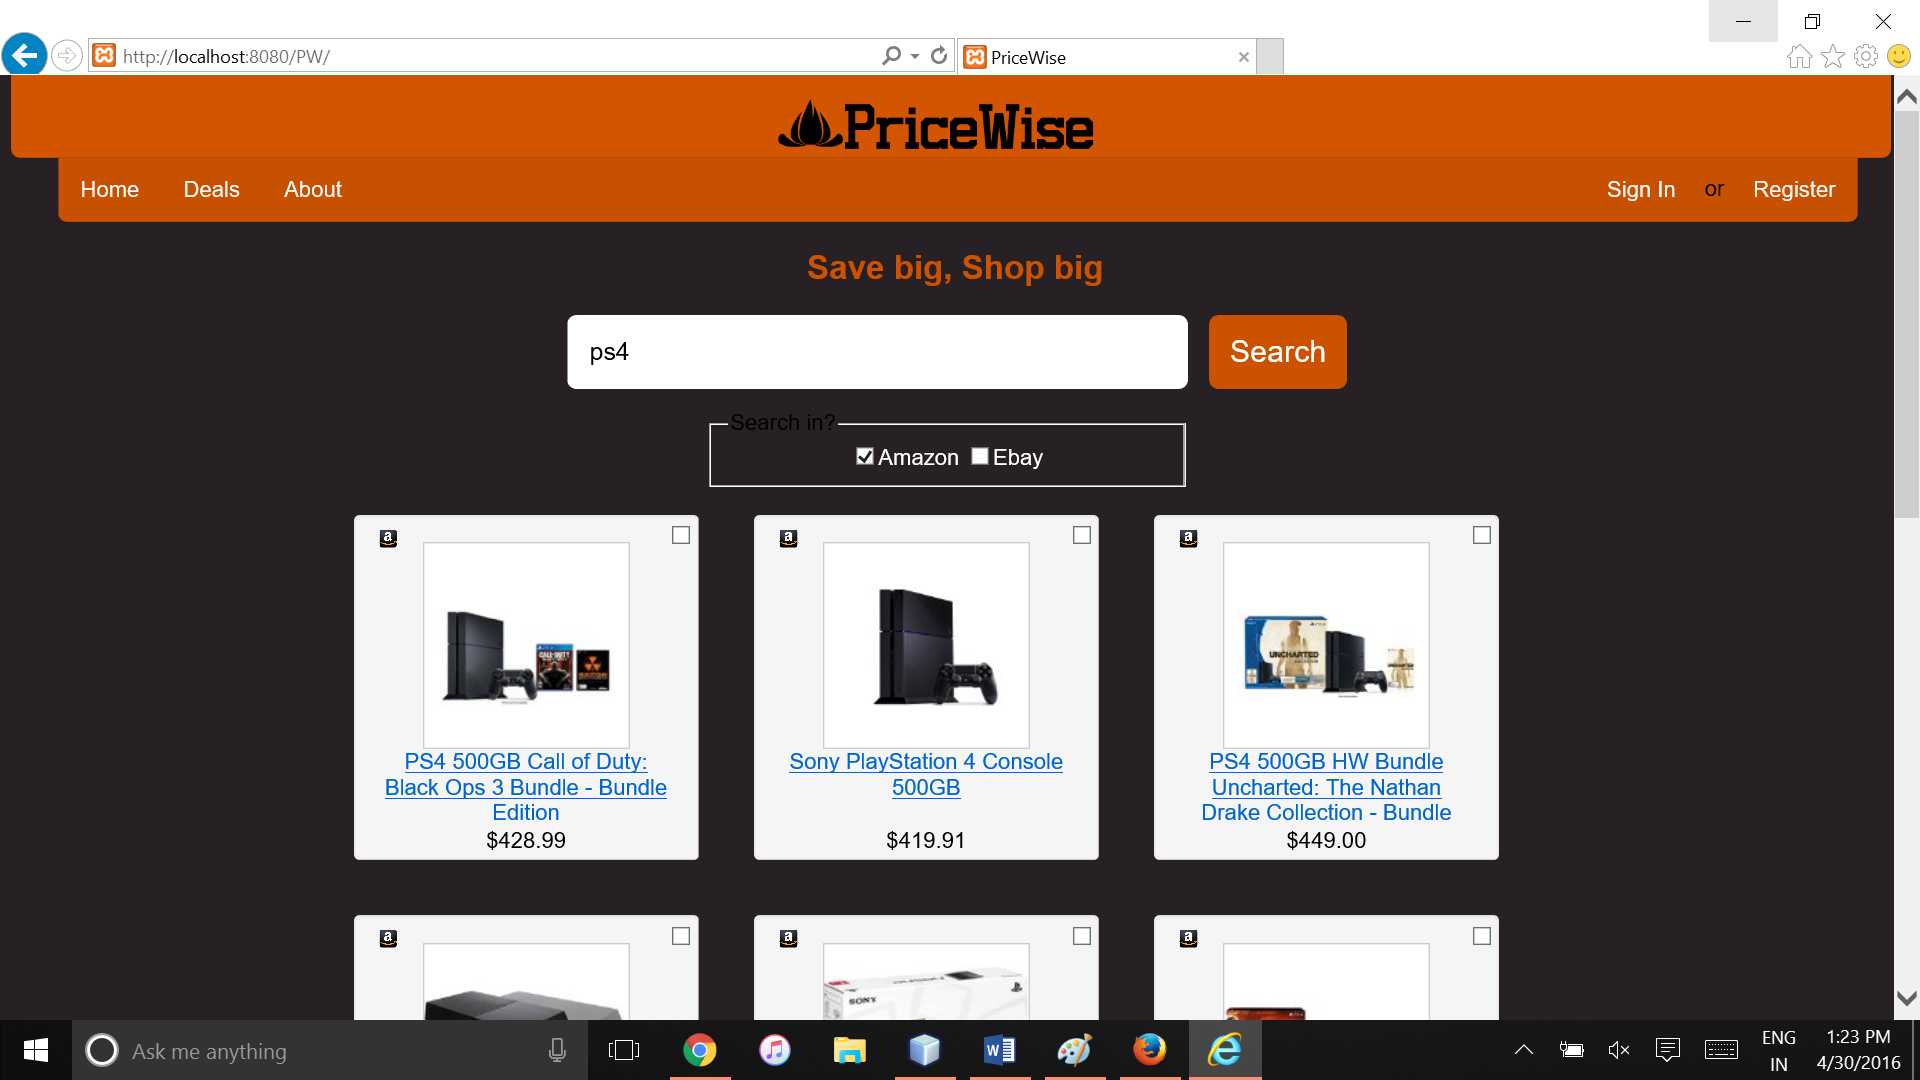 http://localhost:8080/PW/
PriceWise
PriceWise
Home Deals About Sign In or Register
Save big, Shop big
ps4
Search
Search in?
Amazon Ebay
PS4 500GB Call of Duty:
Black Ops 3 Bundle - Bundle
Edition
$428.99
Sony PlayStation 4 Console
500GB
$419.91
UNCHARTED
PS4 500GB HW Bundle
Uncharted: The Nathan
Drake Collection - Bundle
$449.00
SONY
Ask me anything
ENG
IN
1:23 PM
4/30/2016